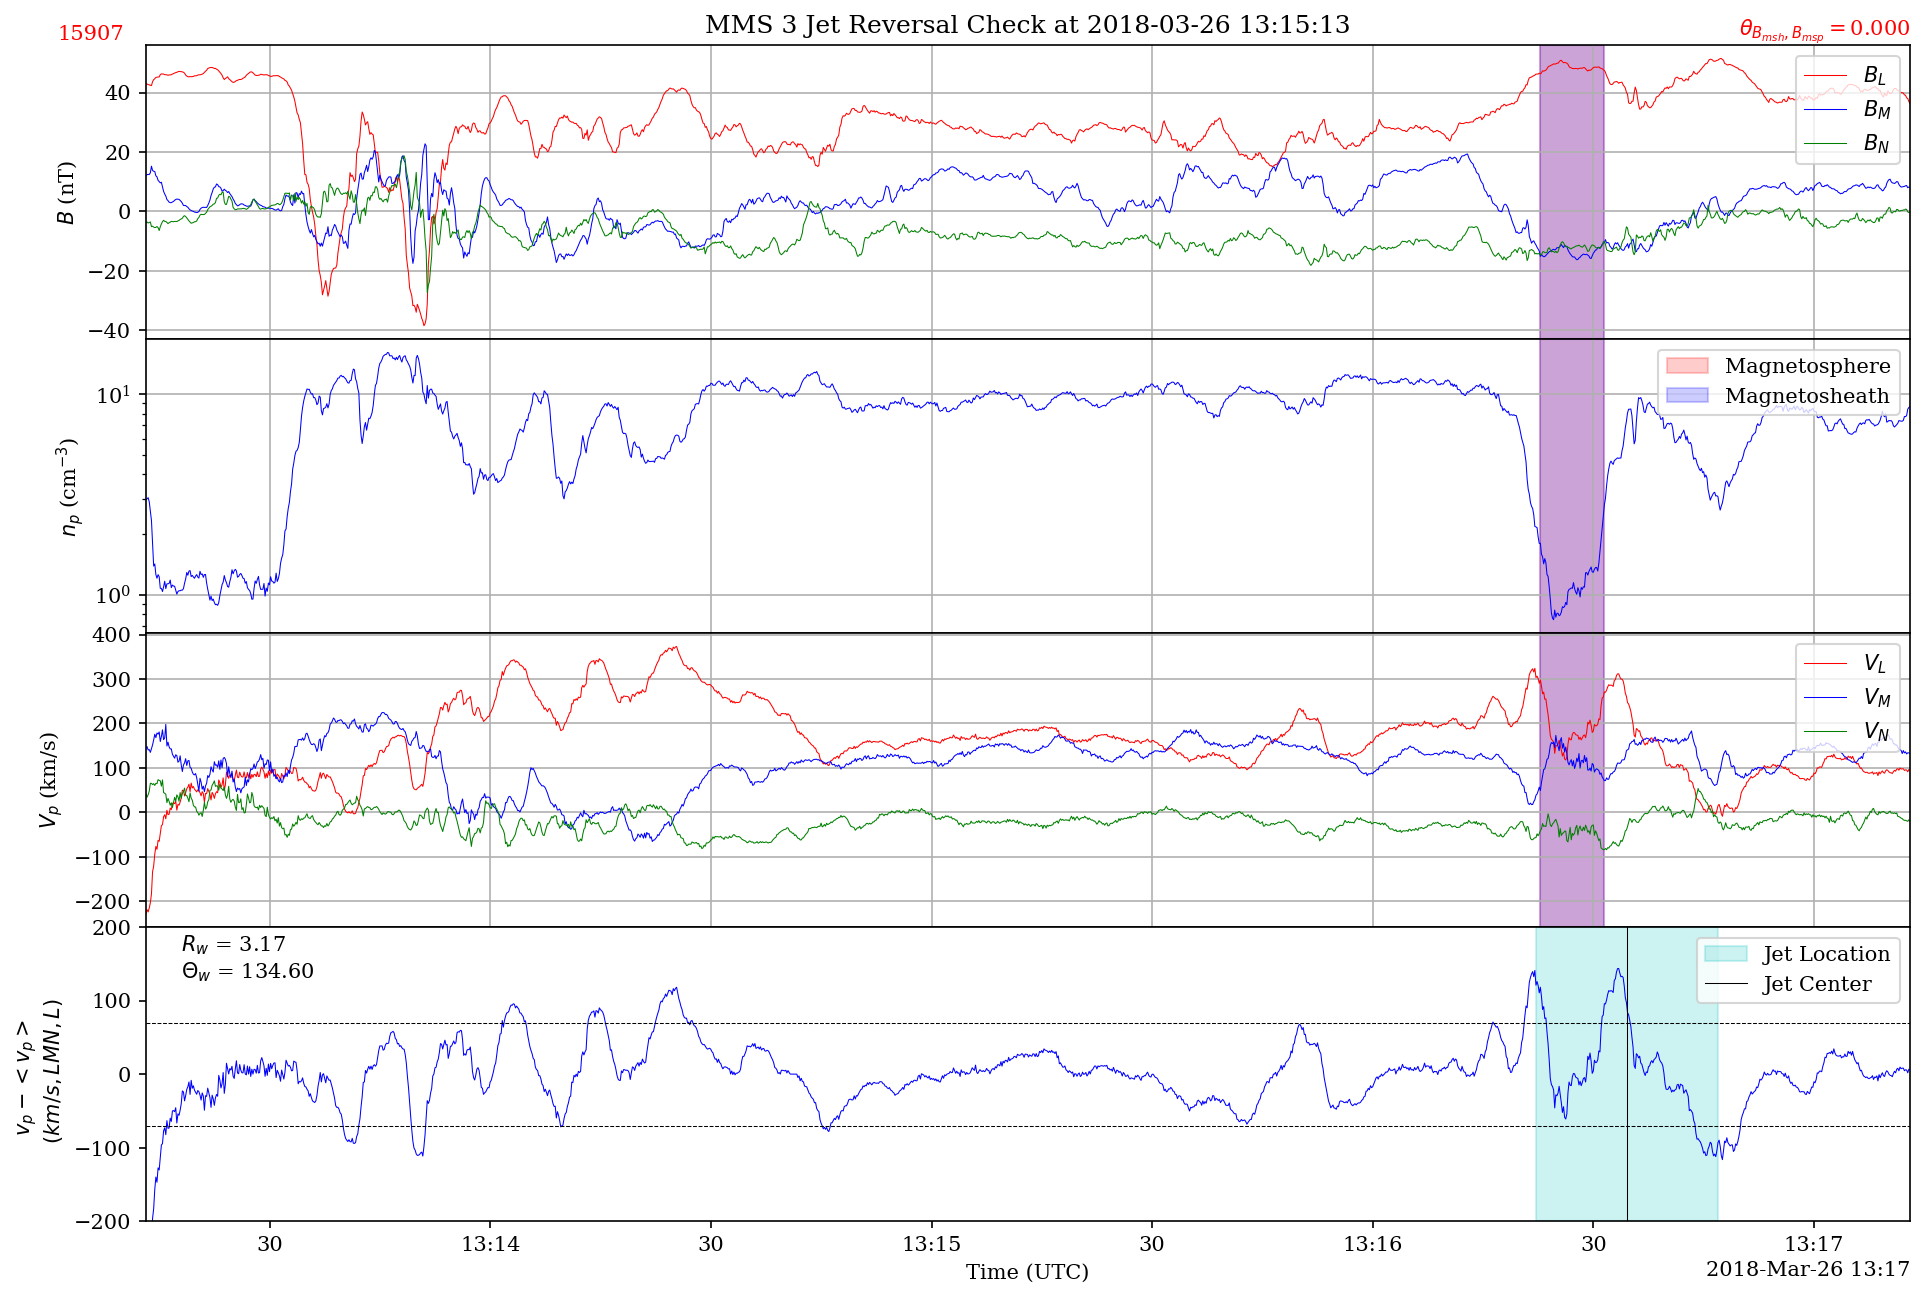 15907
MMS 3 Jet Reversal Check at 2018-03-26 13:15:13
θ_{B_{msh}, B_{msp}} = 0.000
B (nT)
40
20
0
−20
−40
B_L
B_M
B_N
n_p (cm^{−3})
10^1
10^0
Magnetosphere
Magnetosheath
V_p (km/s)
400
300
200
100
0
−100
−200
V_L
V_M
V_N
v_p − <v_p>
(km/s, LMN, L)
200
100
0
−100
−200
R_w = 3.17
Θ_w = 134.60
Jet Location
Jet Center
30 13:14 30 13:15 30 13:16 30 13:17
Time (UTC)
2018-Mar-26 13:17